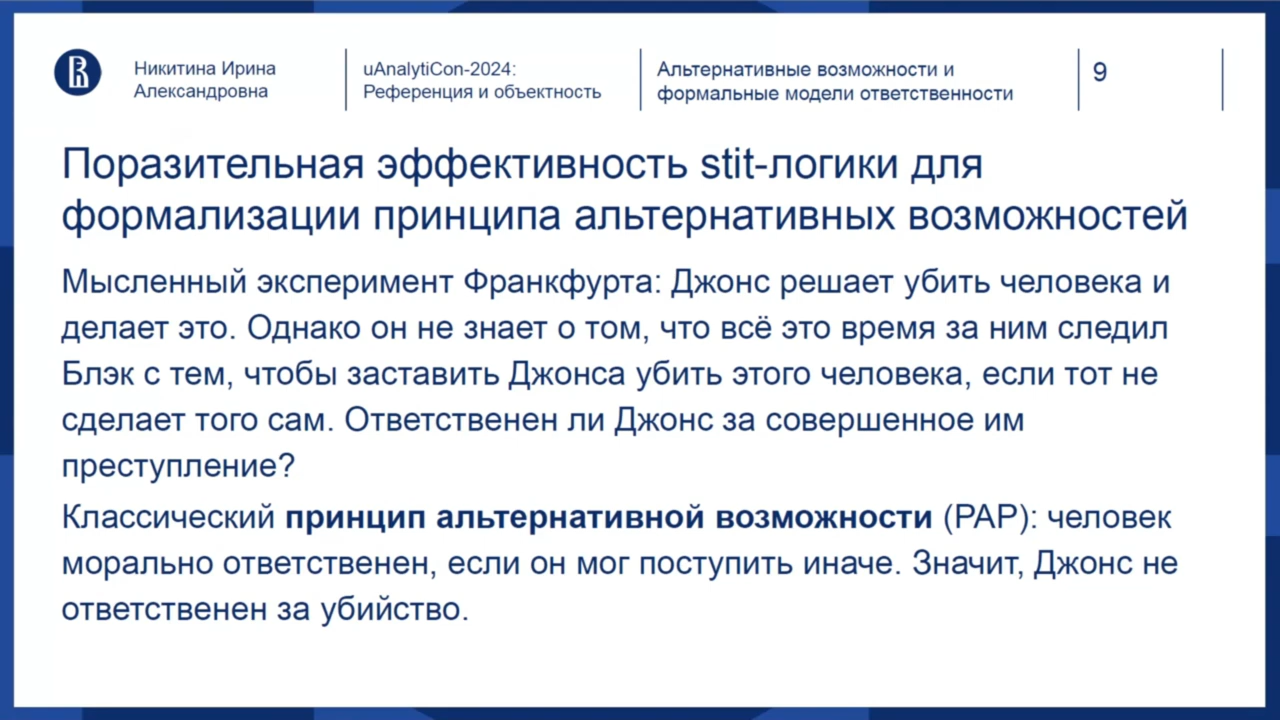 Никитина Ирина
Александровна
uAnalytiCon-2024:
Референция и объектность
Альтернативные возможности и
формальные модели ответственности
9
Поразительная эффективность stit-логики для
формализации принципа альтернативных возможностей
Мысленный эксперимент Франкфурта: Джонс решает убить человека и
делает это. Однако он не знает о том, что всё это время за ним следил
Блэк с тем, чтобы заставить Джонса убить этого человека, если тот не
сделает того сам. Ответственен ли Джонс за совершенное им
преступление?
Классический принцип альтернативной возможности (PAP): человек
морально ответственен, если он мог поступить иначе. Значит, Джонс не
ответственен за убийство.